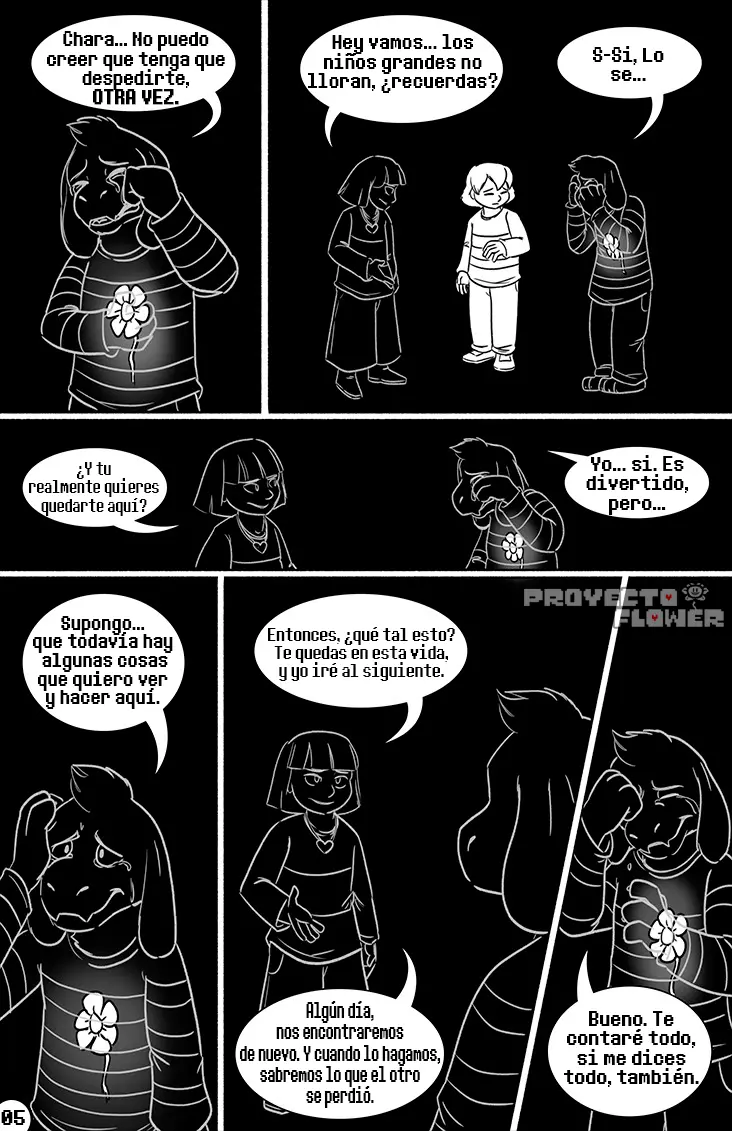 Chara... No puedo
creer que tenga que
despedirte,
OTRA VEZ.
Hey vamos... los
niños grandes no
lloran, ¿recuerdas?
S-Si, Lo
se...
¿Y tu
realmente quieres
quedarte aquí?
Yo... si. Es
divertido,
pero...
PROYECTO
FLOWER
Supongo...
que todavía hay
algunas cosas
que quiero ver
y hacer aquí.
Entonces, ¿qué tal esto?
Te quedas en esta vida,
y yo iré al siguiente.
Algún día,
nos encontraremos
de nuevo. Y cuando lo hagamos,
sabremos lo que el otro
se perdió.
Bueno. Te
contaré todo,
si me dices
todo, también.
05